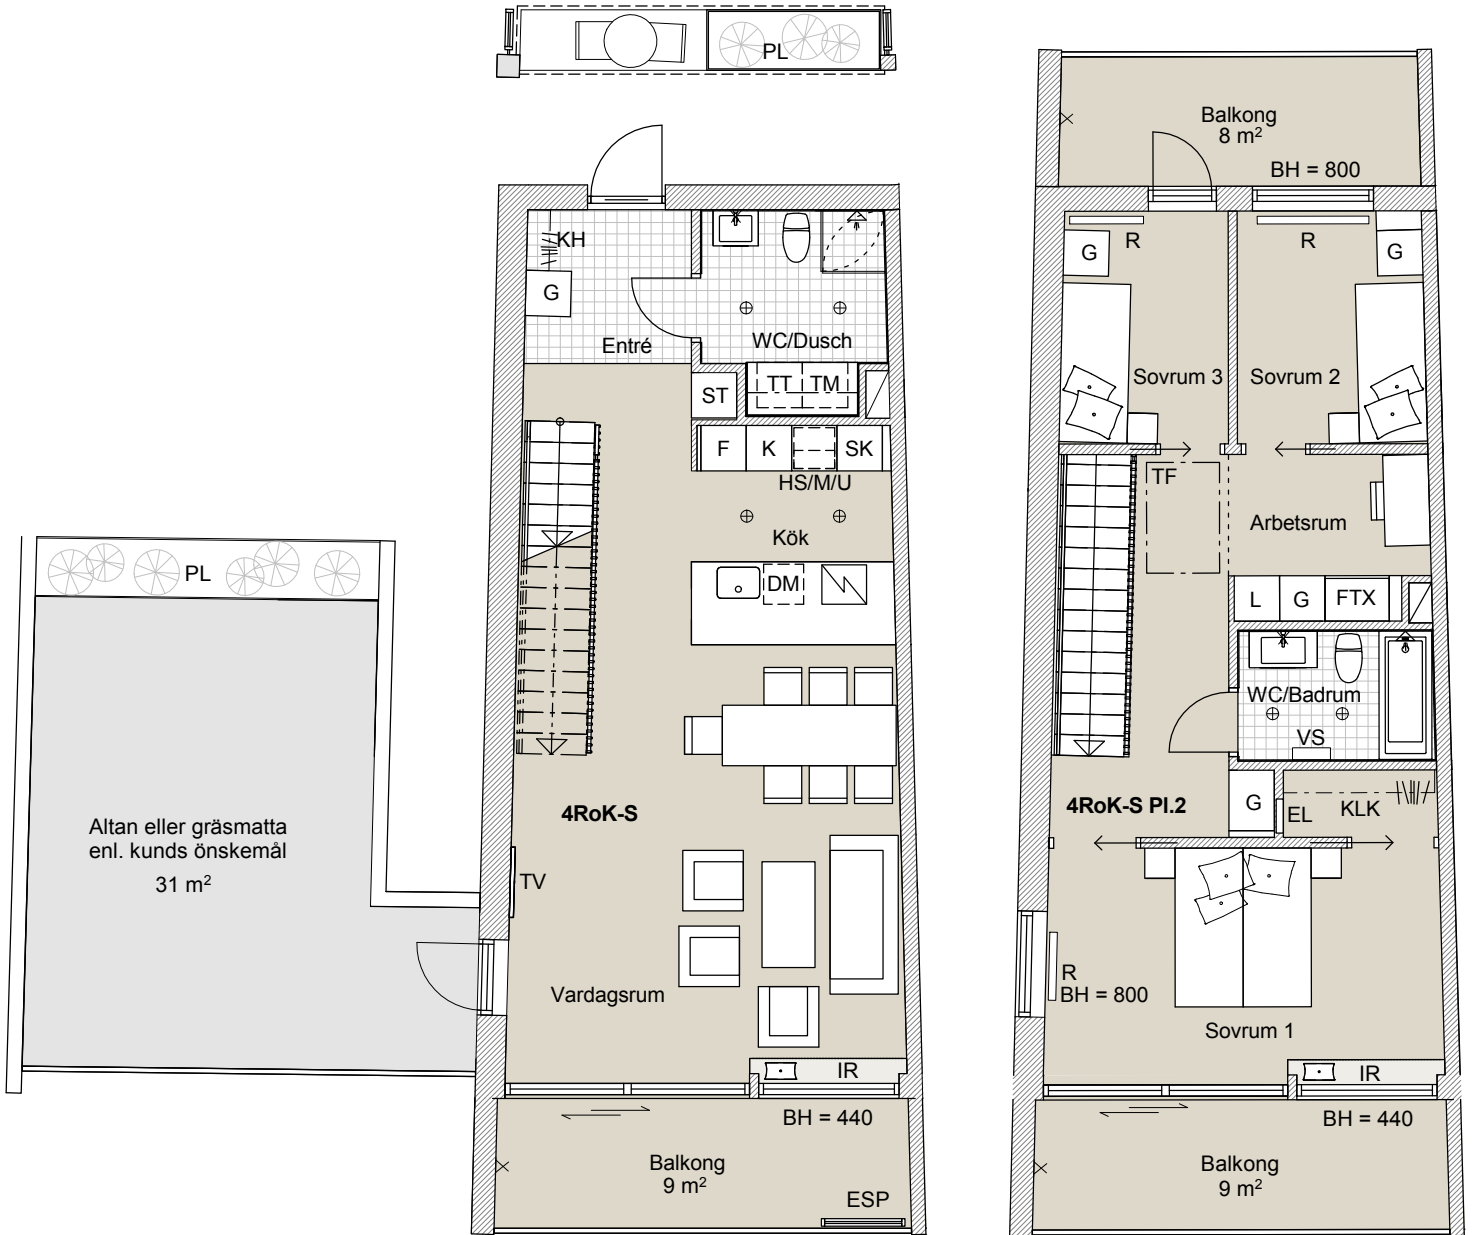 PL
KH
G
Entré
WC/Dusch
ST
TT
TM
F
K
SK
HS/M/U
Kök
DM
PL
4RoK-S
Altan eller gräsmatta
enl. kunds önskemål
31 m²
TV
Vardagsrum
IR
BH = 440
Balkong
9 m²
ESP
Balkong
8 m²
BH = 800
R
R
G
G
Sovrum 3
Sovrum 2
TF
Arbetsrum
L
G
FTX
WC/Badrum
VS
4RoK-S Pl.2
G
EL
KLK
R
BH = 800
Sovrum 1
IR
BH = 440
Balkong
9 m²